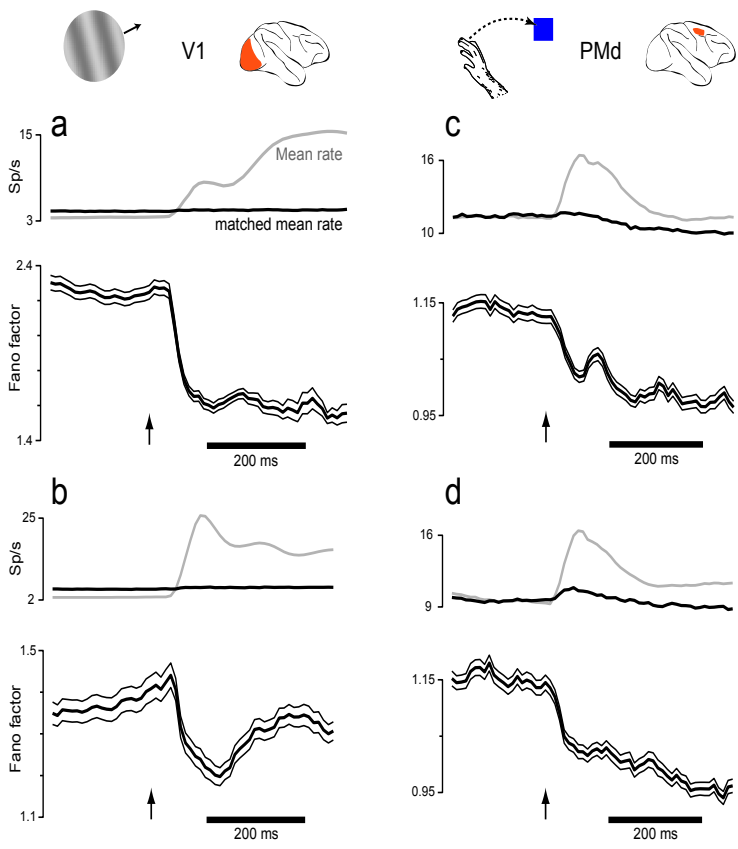 V1
PMd
a
15
Sp/s
3
Mean rate
matched mean rate
2.4
Fano factor
1.4
200 ms
b
25
Sp/s
2
1.5
Fano factor
1.1
200 ms
c
16
10
1.15
0.95
200 ms
d
16
9
1.15
0.95
200 ms